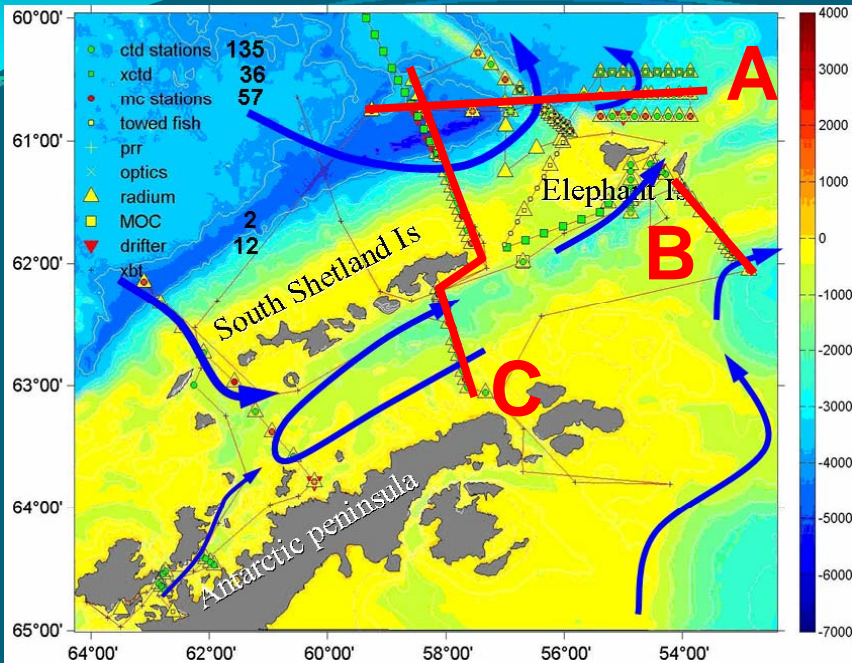 60°00'
61°00'
62°00'
63°00'
64°00'
65°00'
ctd stations 135
xctd 36
mc stations 57
towed fish
prr
optics
radium
MOC 2
drifter 12
xbt
A
Elephant Is
B
South Shetland Is
C
Antarctic peninsula
64°00' 62°00' 60°00' 58°00' 56°00' 54°00'
4000
3000
2000
1000
0
-1000
-2000
-3000
-4000
-5000
-6000
-7000